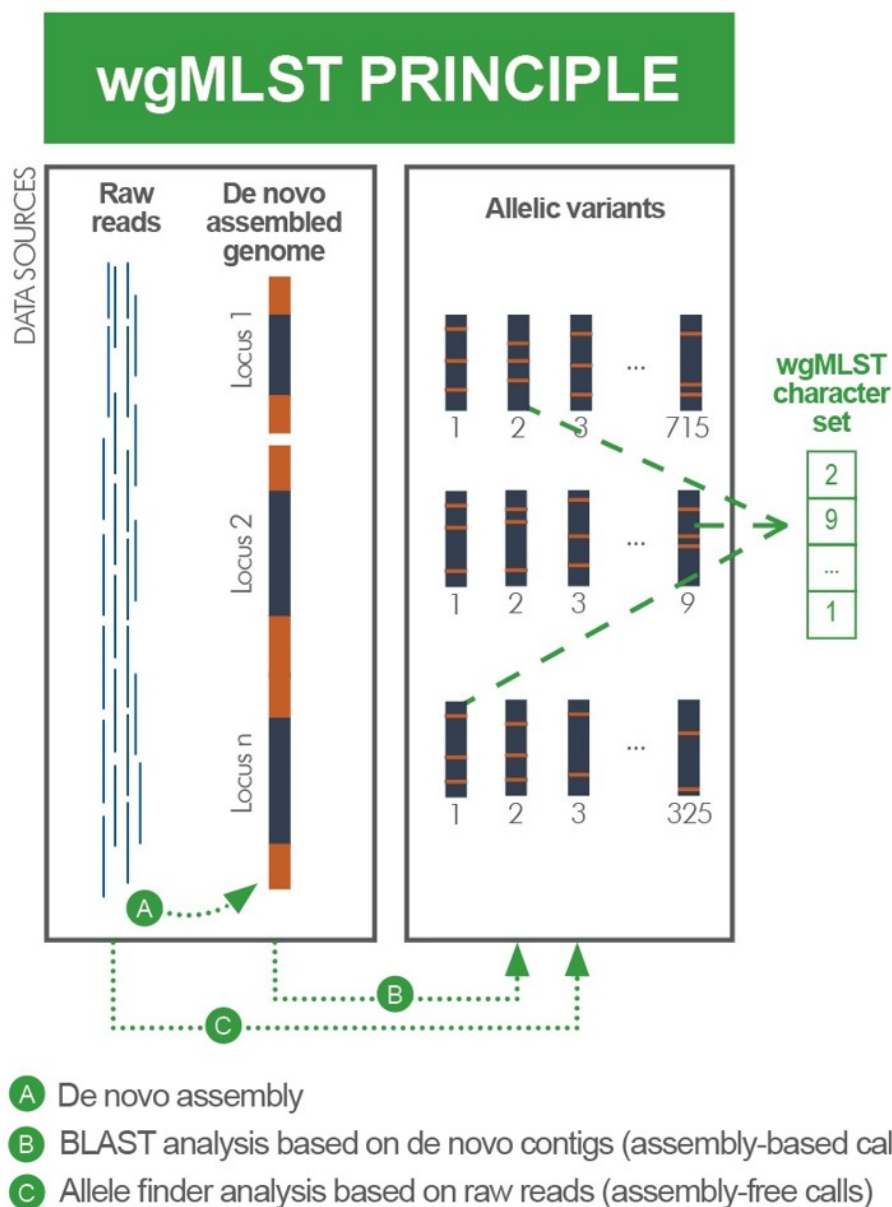 wgMLST PRINCIPLE
DATA SOURCES
Raw
reads
De novo
assembled
genome
Locus 1
Locus 2
Locus n
A
Allelic variants
1 2 3 ... 715
1 2 3 ... 9
1 2 3 ... 325
wgMLST
character
set
2
9
...
1
B
C
A De novo assembly
B BLAST analysis based on de novo contigs (assembly-based cal
C Allele finder analysis based on raw reads (assembly-free calls)